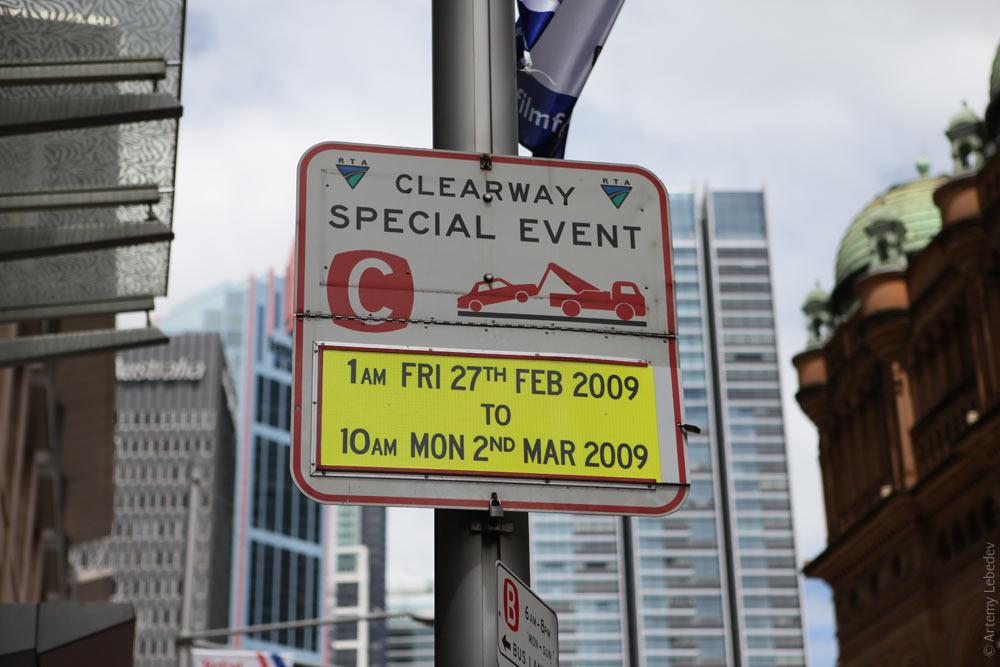 filmf
RTA
RTA
CLEARWAY
SPECIAL EVENT
C
1AM FRI 27TH FEB 2009
TO
10AM MON 2ND MAR 2009
B
6AM-8PM
MON-SUN
BUS LANE
© Artemy Lebedev